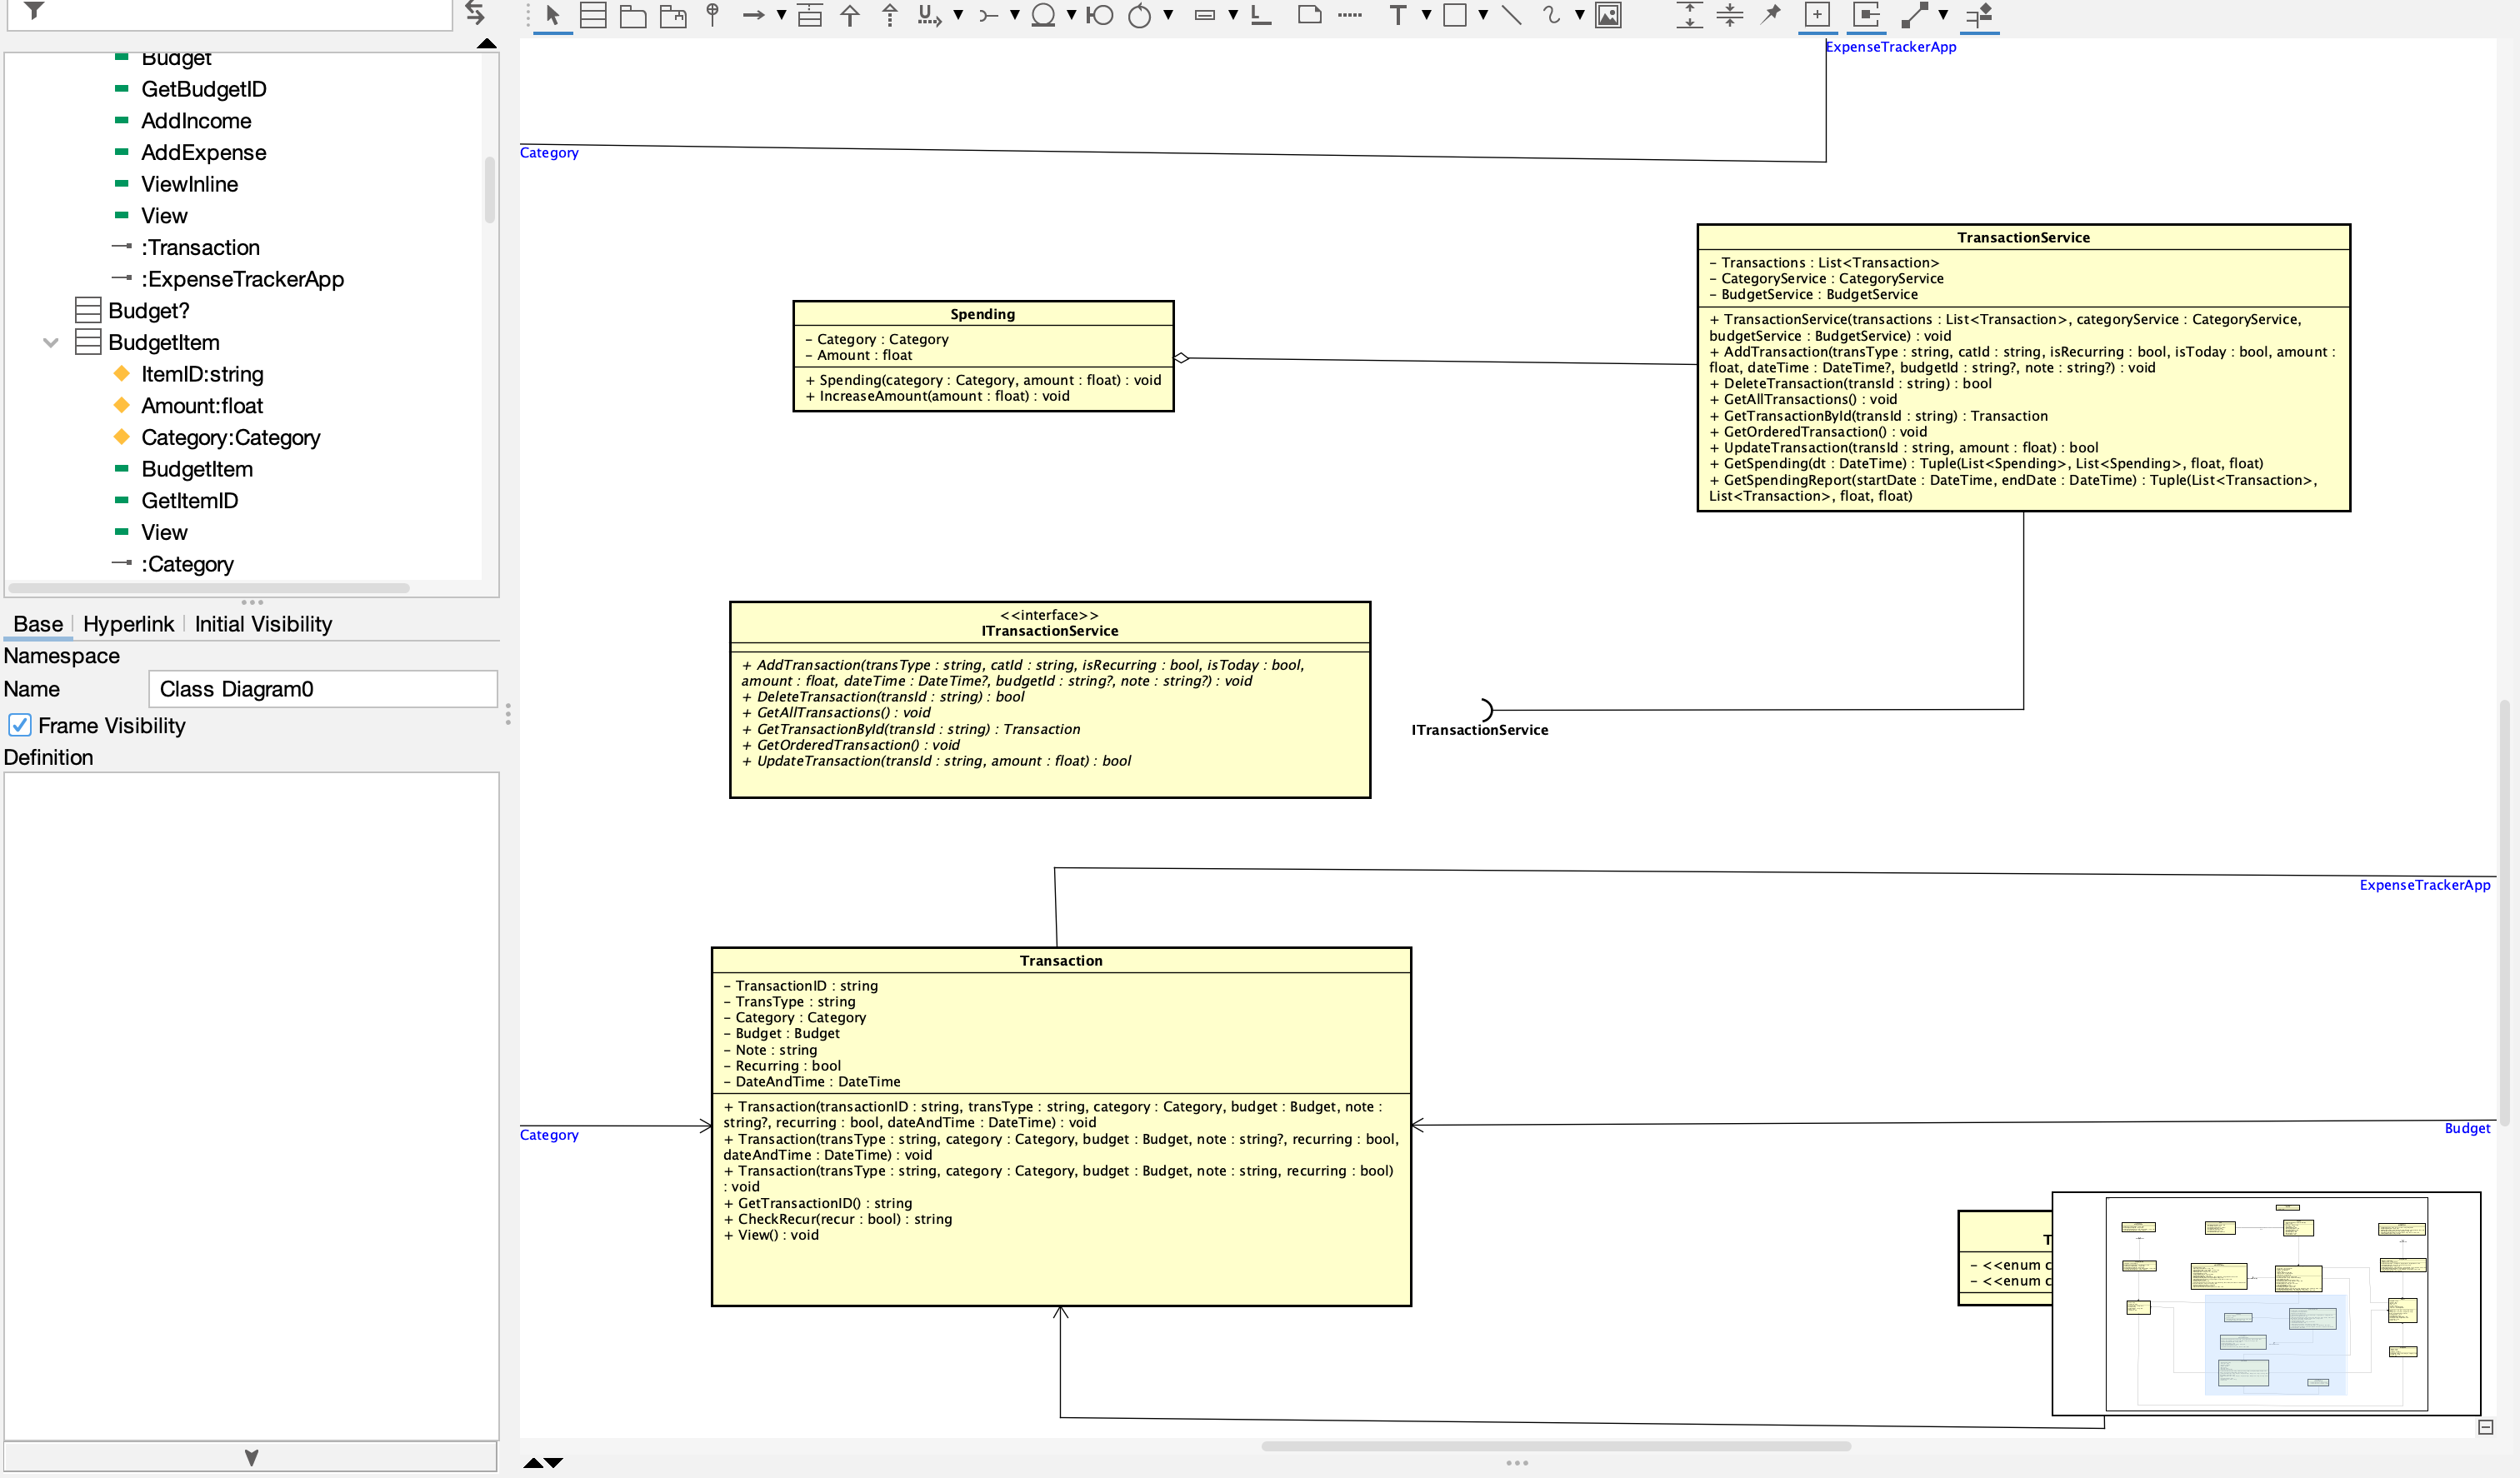 Budget
GetBudgetID
AddIncome
AddExpense
ViewInline
View
:Transaction
:ExpenseTrackerApp
Budget?
BudgetItem
ItemID:string
Amount:float
Category:Category
BudgetItem
GetItemID
View
:Category
Base
Hyperlink
Initial Visibility
Namespace
Name
Class Diagram0
Frame Visibility
Definition
ExpenseTrackerApp
Category
TransactionService
- Transactions : List<Transaction>
- CategoryService : CategoryService
- BudgetService : BudgetService
+ TransactionService(transactions : List<Transaction>, categoryService : CategoryService,
budgetService : BudgetService) : void
+ AddTransaction(transType : string, catId : string, isRecurring : bool, isToday : bool, amount :
float, dateTime : DateTime?, budgetId : string?, note : string?) : void
+ DeleteTransaction(transId : string) : bool
+ GetAllTransactions() : void
+ GetTransactionById(transId : string) : Transaction
+ GetOrderedTransaction() : void
+ UpdateTransaction(transId : string, amount : float) : bool
+ GetSpending(dt : DateTime) : Tuple(List<Spending>, List<Spending>, float, float)
+ GetSpendingReport(startDate : DateTime, endDate : DateTime) : Tuple(List<Transaction>,
List<Transaction>, float, float)
Spending
- Category : Category
- Amount : float
+ Spending(category : Category, amount : float) : void
+ IncreaseAmount(amount : float) : void
<<interface>>
ITransactionService
+ AddTransaction(transType : string, catId : string, isRecurring : bool, isToday : bool,
amount : float, dateTime : DateTime?, budgetId : string?, note : string?) : void
+ DeleteTransaction(transId : string) : bool
+ GetAllTransactions() : void
+ GetTransactionById(transId : string) : Transaction
+ GetOrderedTransaction() : void
+ UpdateTransaction(transId : string, amount : float) : bool
ITransactionService
ExpenseTrackerApp
Transaction
- TransactionID : string
- TransType : string
- Category : Category
- Budget : Budget
- Note : string
- Recurring : bool
- DateAndTime : DateTime
+ Transaction(transactionID : string, transType : string, category : Category, budget : Budget, note :
string?, recurring : bool, dateAndTime : DateTime) : void
+ Transaction(transType : string, category : Category, budget : Budget, note : string?, recurring : bool,
dateAndTime : DateTime) : void
+ Transaction(transType : string, category : Category, budget : Budget, note : string, recurring : bool)
: void
+ GetTransactionID() : string
+ CheckRecur(recur : bool) : string
+ View() : void
Category
Budget
T
- <<enum c
- <<enum c